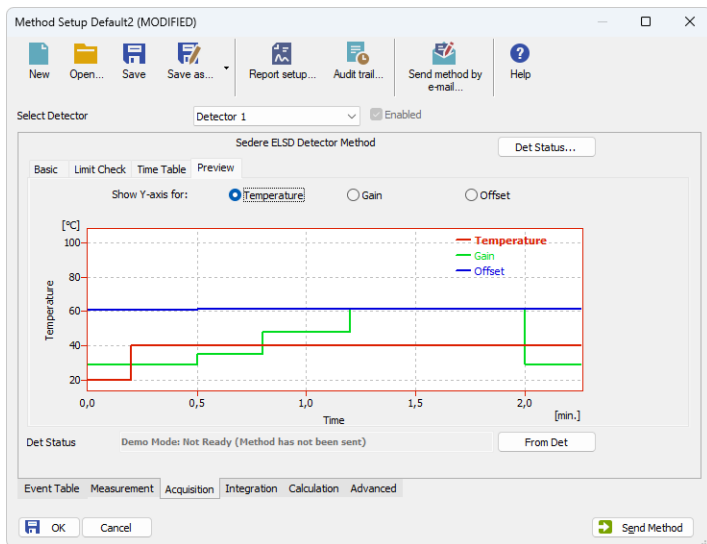 Method Setup Default2 (MODIFIED)
New Open... Save Save as... Report setup... Audit trail... Send method by e-mail... Help
Select Detector Detector 1 Enabled
Sedere ELSD Detector Method Det Status...
Basic Limit Check Time Table Preview
Show Y-axis for: Temperature Gain Offset
[°C]
100
80
60
40
20
Temperature
Temperature
Gain
Offset
0,0 0,5 1,0 1,5 2,0
Time [min.]
Det Status Demo Mode: Not Ready (Method has not been sent) From Det
Event Table Measurement Acquisition Integration Calculation Advanced
OK Cancel Send Method